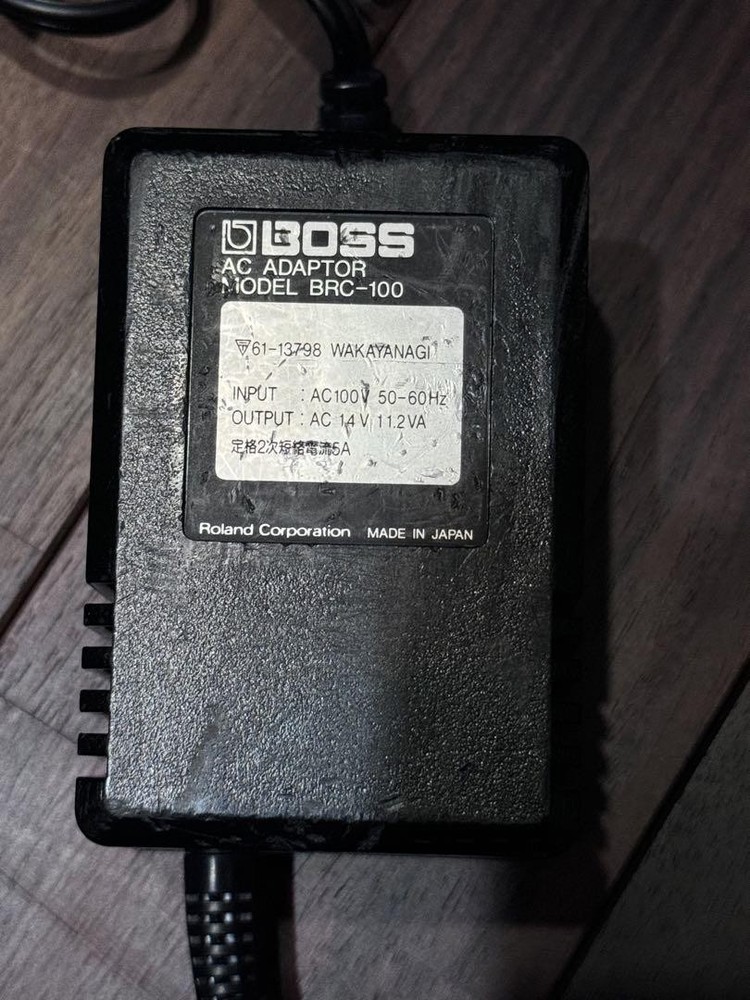 BOSS
AC ADAPTOR
MODEL BRC-100
61-13798 WAKAYANAGI
INPUT : AC100V 50-60Hz
OUTPUT : AC 14V 11.2VA
定格2次短絡電流5A
Roland Corporation MADE IN JAPAN